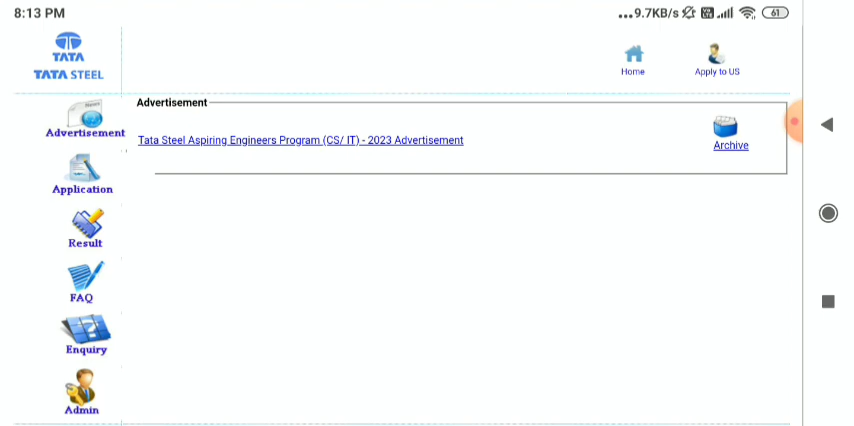 8:13 PM
...9.7KB/s 61
TATA
TATA STEEL
Home
Apply to US
Advertisement
Advertisement
Tata Steel Aspiring Engineers Program (CS/ IT) - 2023 Advertisement
Archive
Application
Result
FAQ
Enquiry
Admin